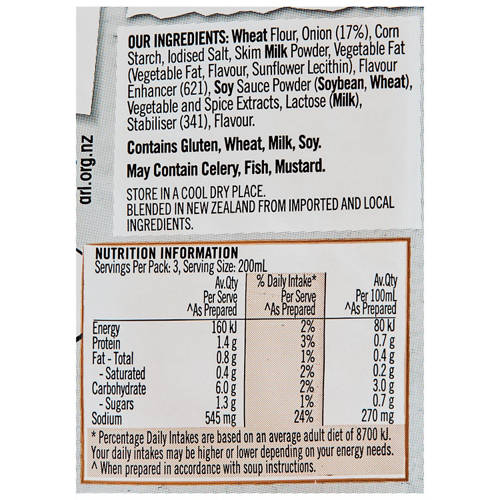 OUR INGREDIENTS: Wheat Flour, Onion (17%), Corn
Starch, Iodised Salt, Skim Milk Powder, Vegetable Fat
(Vegetable Fat, Flavour, Sunflower Lecithin), Flavour
Enhancer (621), Soy Sauce Powder (Soybean, Wheat),
Vegetable and Spice Extracts, Lactose (Milk),
Stabiliser (341), Flavour.
Contains Gluten, Wheat, Milk, Soy.
May Contain Celery, Fish, Mustard.
STORE IN A COOL DRY PLACE.
BLENDED IN NEW ZEALAND FROM IMPORTED AND LOCAL
INGREDIENTS.
arl.org.nz
NUTRITION INFORMATION
Servings Per Pack: 3, Serving Size: 200mL
Av.Qty % Daily Intake* Av.Qty
Per Serve Per Serve Per 100mL
^As Prepared ^As Prepared ^As Prepared
Energy 160 kJ 2% 80 kJ
Protein 1.4 g 3% 0.7 g
Fat - Total 0.8 g 1% 0.4 g
- Saturated 0.4 g 2% 0.2 g
Carbohydrate 6.0 g 2% 3.0 g
- Sugars 1.3 g 1% 0.7 g
Sodium 545 mg 24% 270 mg
* Percentage Daily Intakes are based on an average adult diet of 8700 kJ.
Your daily intakes may be higher or lower depending on your energy needs.
^ When prepared in accordance with soup instructions.